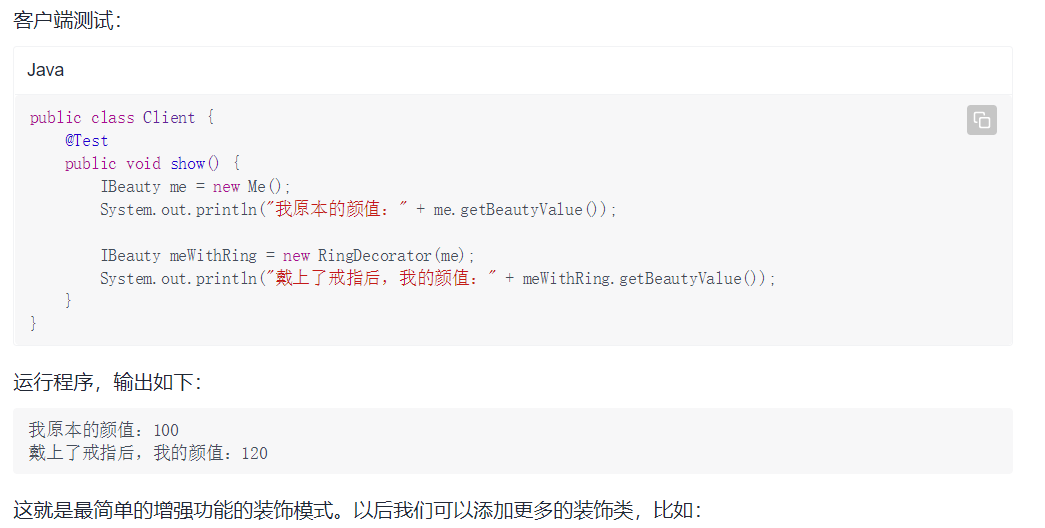 客户端测试：
Java
public class Client {
    @Test
    public void show() {
        IBeauty me = new Me();
        System.out.println("我原本的颜值：" + me.getBeautyValue());
        IBeauty meWithRing = new RingDecorator(me);
        System.out.println("戴上了戒指后，我的颜值：" + meWithRing.getBeautyValue());
    }
}
运行程序，输出如下：
我原本的颜值：100
戴上了戒指后，我的颜值：120
这就是最简单的增强功能的装饰模式。以后我们可以添加更多的装饰类，比如：